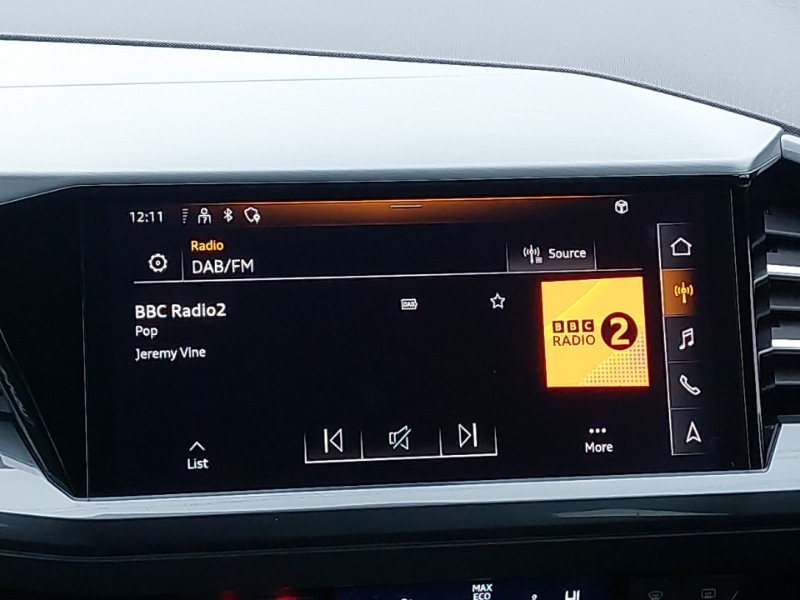 12:11
Radio
DAB/FM
Source
BBC Radio2
DAB
Pop
Jeremy Vine
BBC
RADIO 2
List
More
MAX
ECO
HI